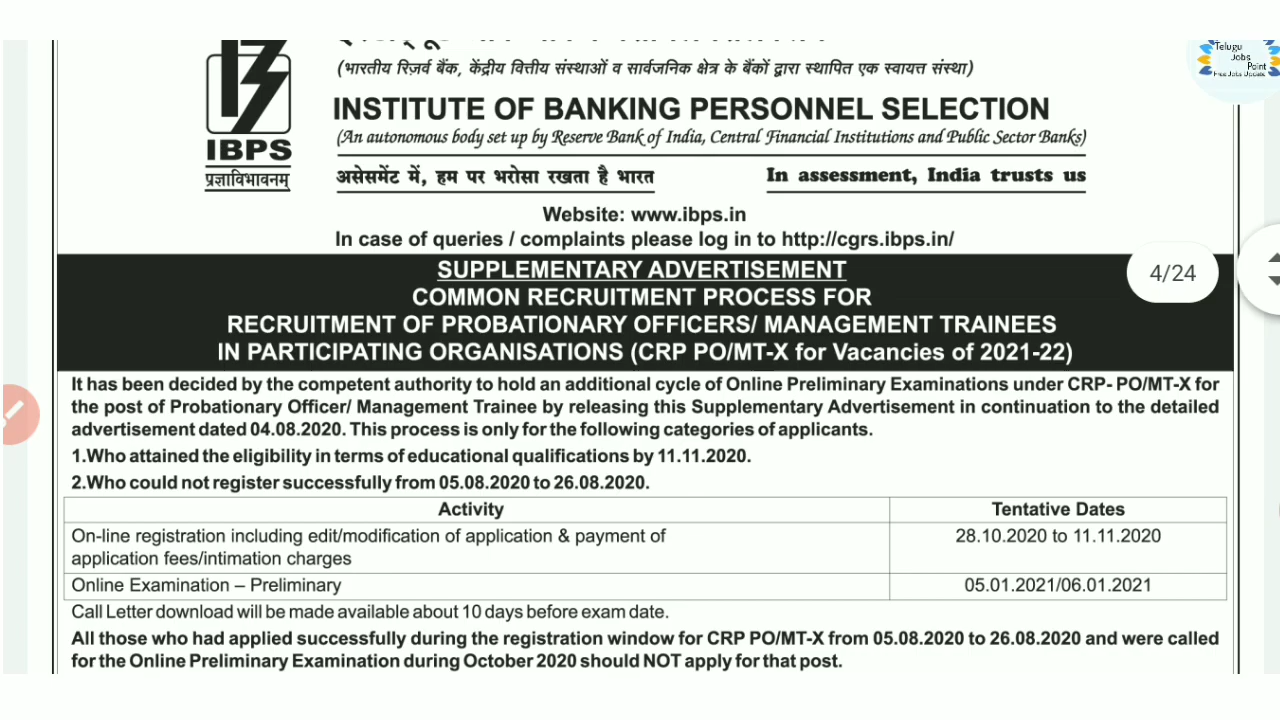 Telugu
Jobs
Point
Free Jobs Update
(भारतीय रिज़र्व बैंक, केंद्रीय वित्तीय संस्थाओं व सार्वजनिक क्षेत्र के बैंकों द्वारा स्थापित एक स्वायत्त संस्था)
INSTITUTE OF BANKING PERSONNEL SELECTION
(An autonomous body set up by Reserve Bank of India, Central Financial Institutions and Public Sector Banks)
IBPS
प्रज्ञाविभावनम्
असेसमेंट में, हम पर भरोसा रखता है भारत
In assessment, India trusts us
Website: www.ibps.in
In case of queries / complaints please log in to http://cgrs.ibps.in/
SUPPLEMENTARY ADVERTISEMENT
4/24
COMMON RECRUITMENT PROCESS FOR
RECRUITMENT OF PROBATIONARY OFFICERS/ MANAGEMENT TRAINEES
IN PARTICIPATING ORGANISATIONS (CRP PO/MT-X for Vacancies of 2021-22)
It has been decided by the competent authority to hold an additional cycle of Online Preliminary Examinations under CRP- PO/MT-X for
the post of Probationary Officer/ Management Trainee by releasing this Supplementary Advertisement in continuation to the detailed
advertisement dated 04.08.2020. This process is only for the following categories of applicants.
1.Who attained the eligibility in terms of educational qualifications by 11.11.2020.
2.Who could not register successfully from 05.08.2020 to 26.08.2020.
Activity
Tentative Dates
On-line registration including edit/modification of application & payment of
application fees/intimation charges
28.10.2020 to 11.11.2020
Online Examination – Preliminary
05.01.2021/06.01.2021
Call Letter download will be made available about 10 days before exam date.
All those who had applied successfully during the registration window for CRP PO/MT-X from 05.08.2020 to 26.08.2020 and were called
for the Online Preliminary Examination during October 2020 should NOT apply for that post.